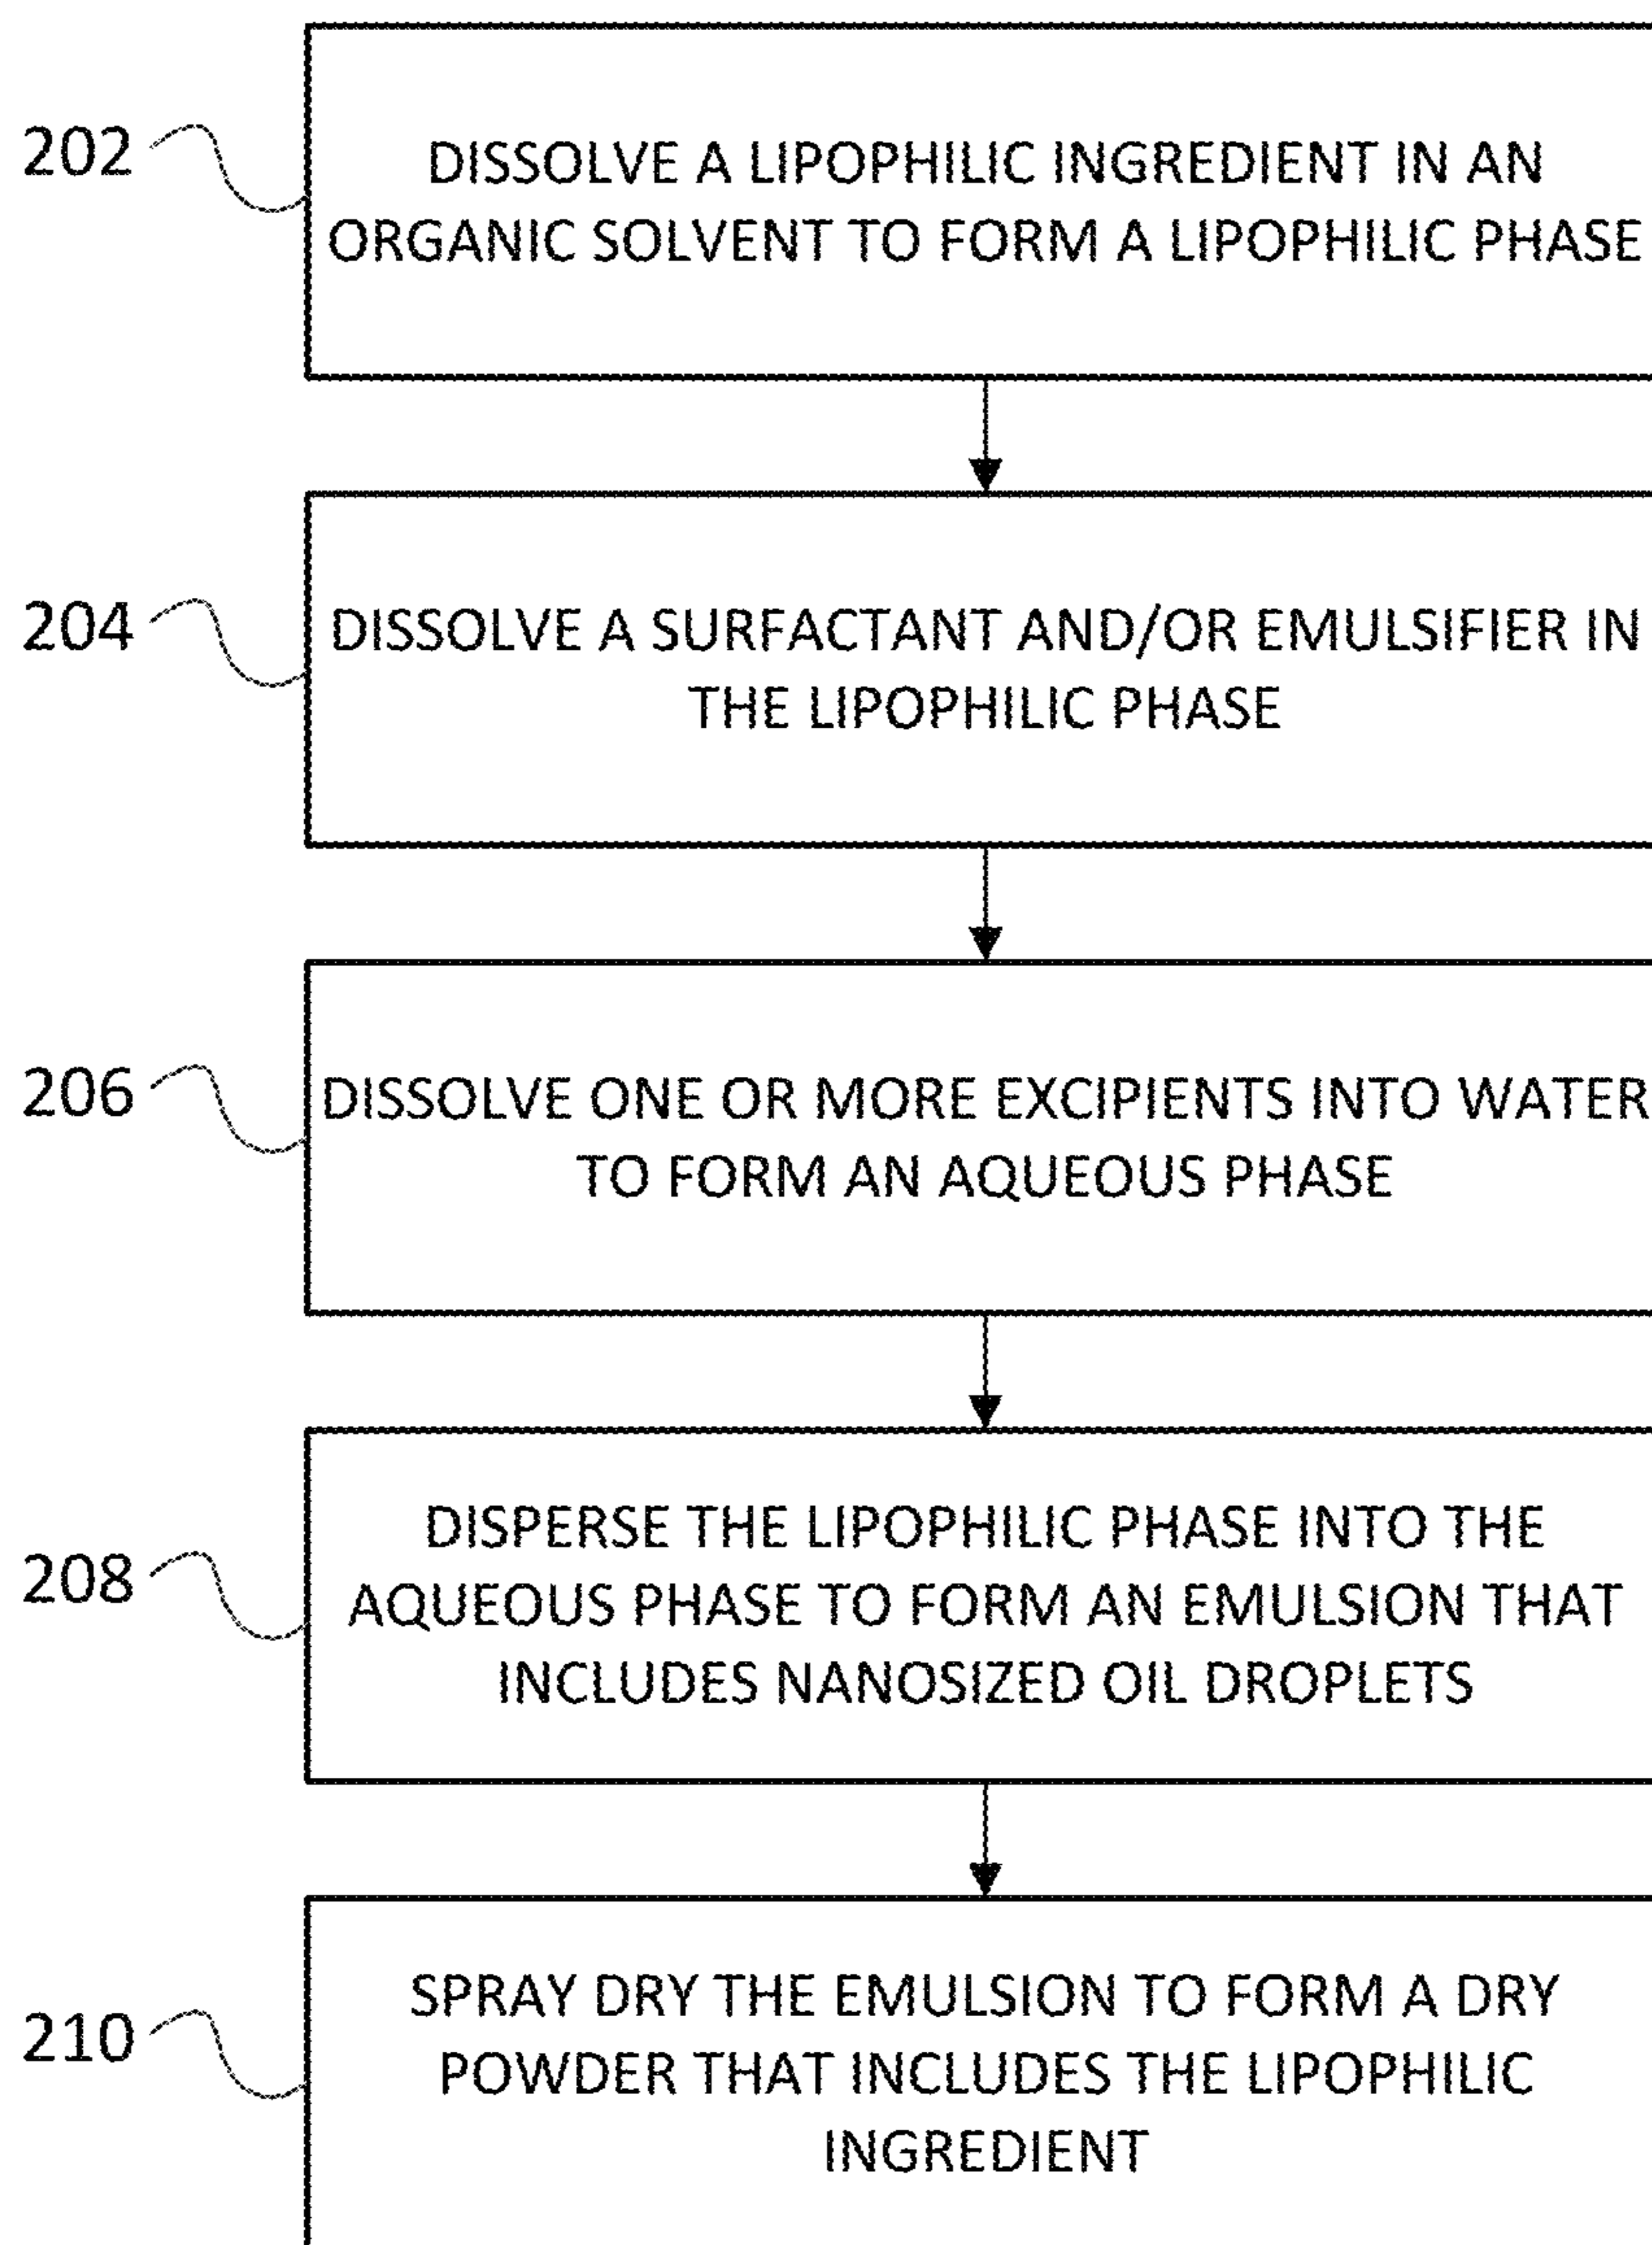 202
DISSOLVE A LIPOPHILIC INGREDIENT IN AN
ORGANIC SOLVENT TO FORM A LIPOPHILIC PHASE
204
DISSOLVE A SURFACTANT AND/OR EMULSIFIER IN
THE LIPOPHILIC PHASE
206
DISSOLVE ONE OR MORE EXCIPIENTS INTO WATER
TO FORM AN AQUEOUS PHASE
208
DISPERSE THE LIPOPHILIC PHASE INTO THE
AQUEOUS PHASE TO FORM AN EMULSION THAT
INCLUDES NANOSIZED OIL DROPLETS
210
SPRAY DRY THE EMULSION TO FORM A DRY
POWDER THAT INCLUDES THE LIPOPHILIC
INGREDIENT